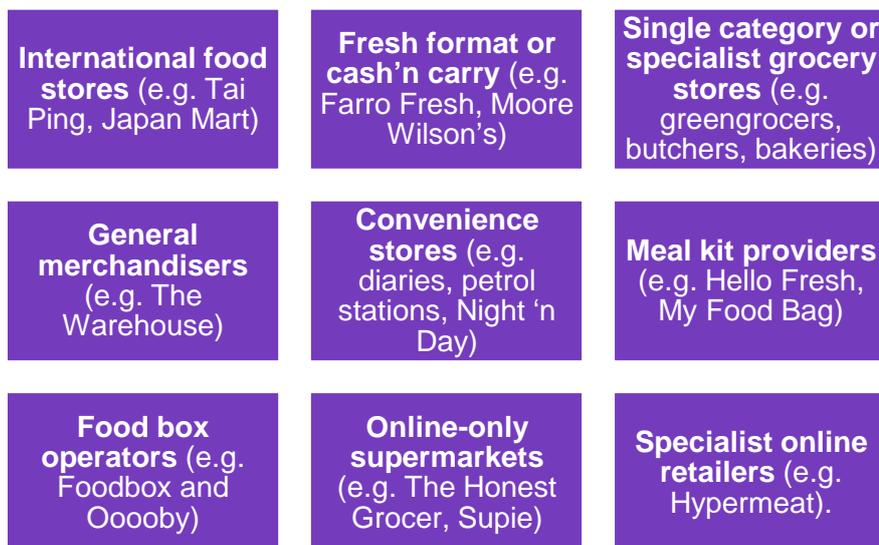 International food
stores (e.g. Tai
Ping, Japan Mart)
Fresh format or
cash'n carry (e.g.
Farro Fresh, Moore
Wilson's)
Single category or
specialist grocery
stores (e.g.
greengrocers,
butchers, bakeries)
General
merchandisers
(e.g. The
Warehouse)
Convenience
stores (e.g.
diaries, petrol
stations, Night ‘n
Day)
Meal kit providers
(e.g. Hello Fresh,
My Food Bag)
Food box
operators (e.g.
Foodbox and
Ooooby)
Online-only
supermarkets
(e.g. The Honest
Grocer, Supie)
Specialist online
retailers (e.g.
Hypermeat).